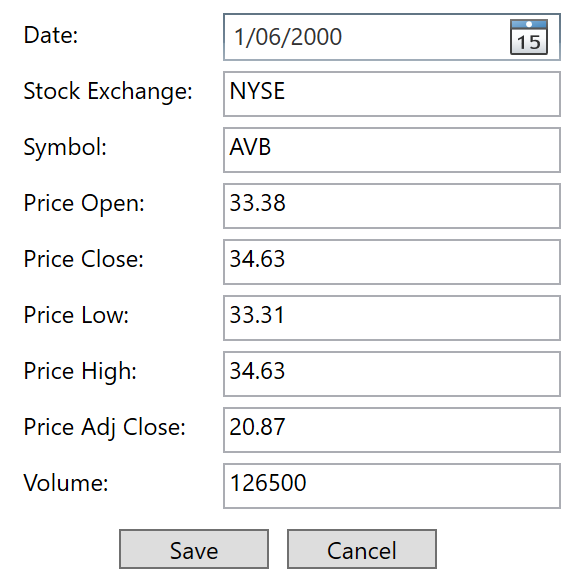 Date: 1/06/2000 15
Stock Exchange: NYSE
Symbol: AVB
Price Open: 33.38
Price Close: 34.63
Price Low: 33.31
Price High: 34.63
Price Adj Close: 20.87
Volume: 126500
Save Cancel